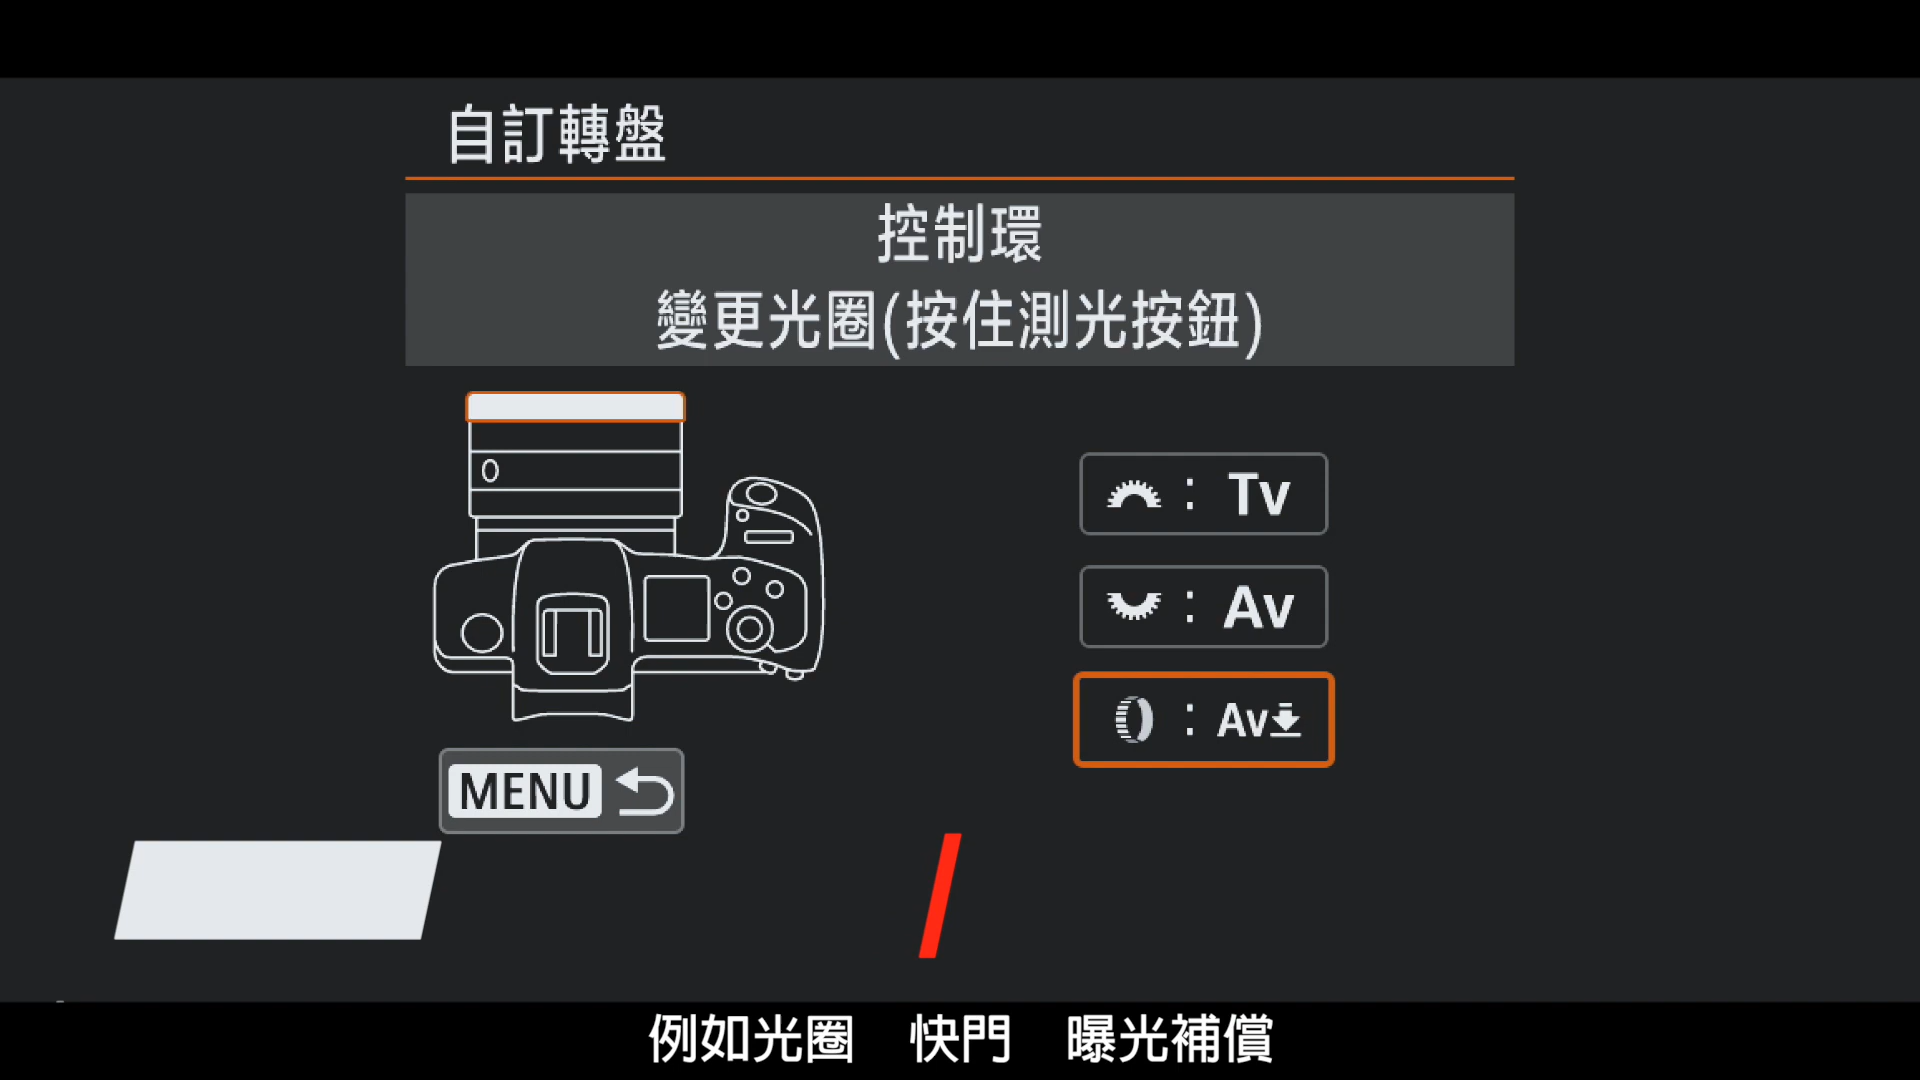 自訂轉盤
控制環
變更光圈(按住測光按鈕)
: Tv
: Av
: Av
MENU
例如光圈 快門 曝光補償